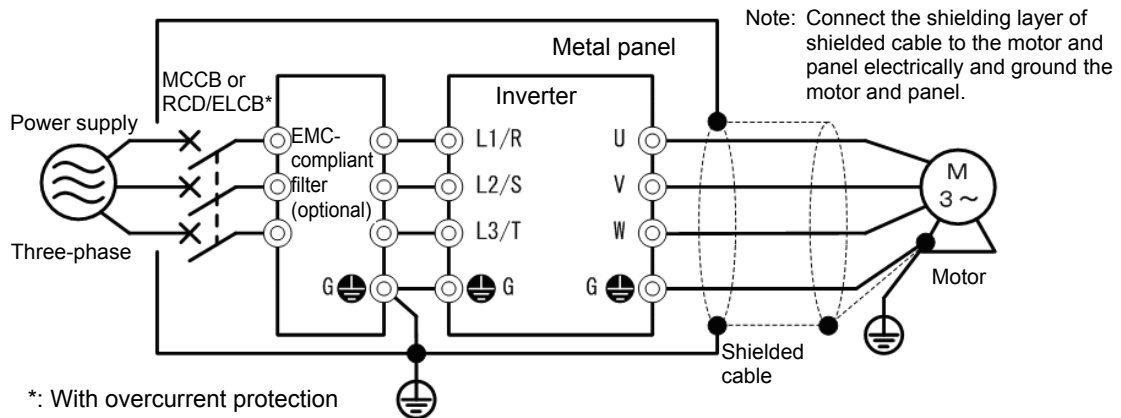 Note: Connect the shielding layer of
shielded cable to the motor and
panel electrically and ground the
motor and panel.
Metal panel
MCCB or
RCD/ELCB*
Power supply
Three-phase
EMC-
compliant
filter
(optional)
G
Inverter
L1/R
L2/S
L3/T
G
U
V
W
G
M
3~
Motor
Shielded
cable
*: With overcurrent protection